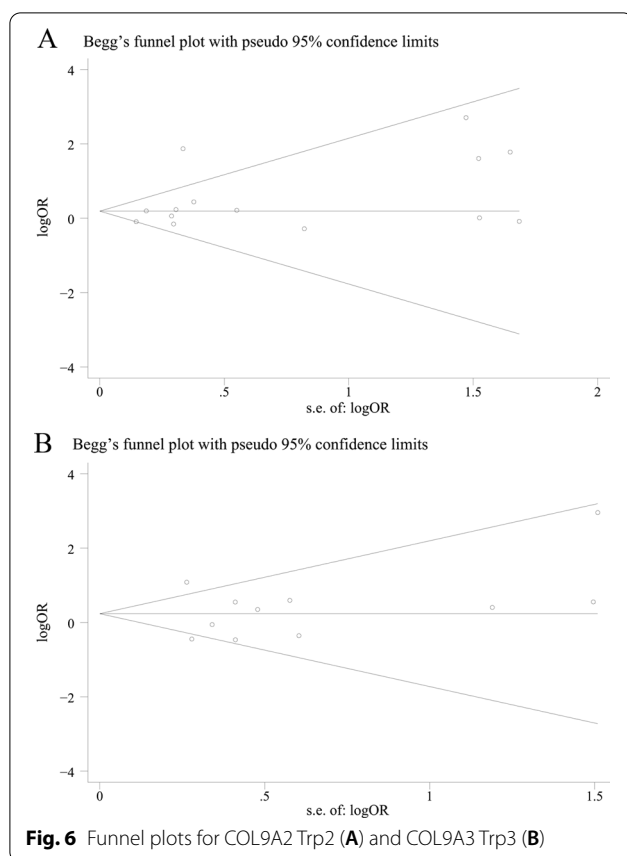 A Begg's funnel plot with pseudo 95% confidence limits
4
2
0
−2
−4
logOR
0 .5 1 1.5 2
s.e. of: logOR
B Begg's funnel plot with pseudo 95% confidence limits
4
2
0
−2
−4
logOR
0 .5 1 1.5
s.e. of: logOR
Fig. 6 Funnel plots for COL9A2 Trp2 (A) and COL9A3 Trp3 (B)